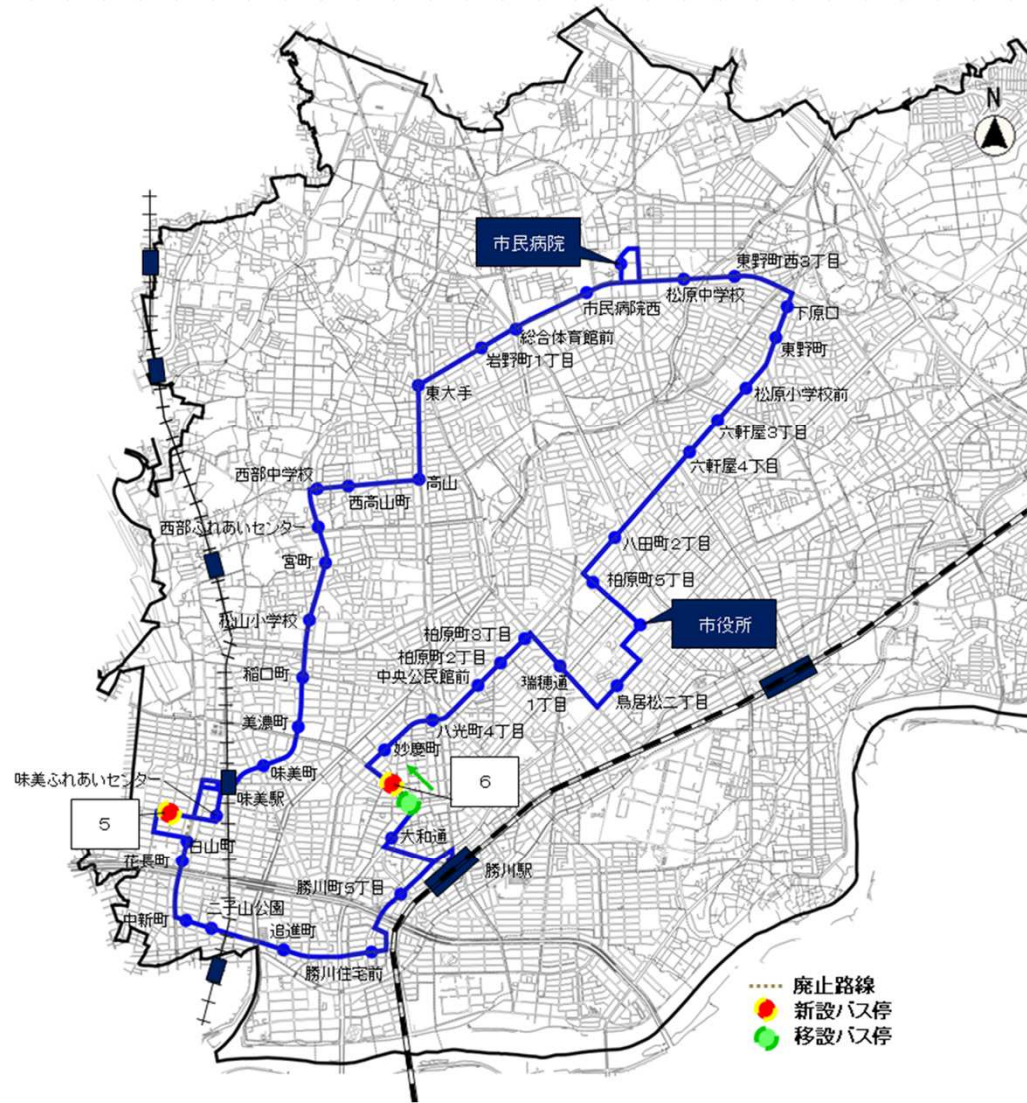 N
市民病院
東野町西3丁目
松原中学校
市民病院西
下原口
総合体育館前
東野町
岩野町1丁目
東大手
松原小学校前
六軒屋3丁目
六軒屋4丁目
西部中学校
高山
西高山町
西部ふれあいセンター
八田町2丁目
宮町
柏原町5丁目
松山小学校
市役所
柏原町3丁目
柏原町2丁目
中央公民館前
稲口町
瑞穂通
1丁目
鳥居松二丁目
美濃町
八光町4丁目
妙慶町
味美町
味美ふれあいセンター
味美駅
6
5
大和通
白山町
花長町
勝川駅
勝川町5丁目
二子山公園
中新町
追進町
勝川住宅前
廃止路線
新設バス停
移設バス停